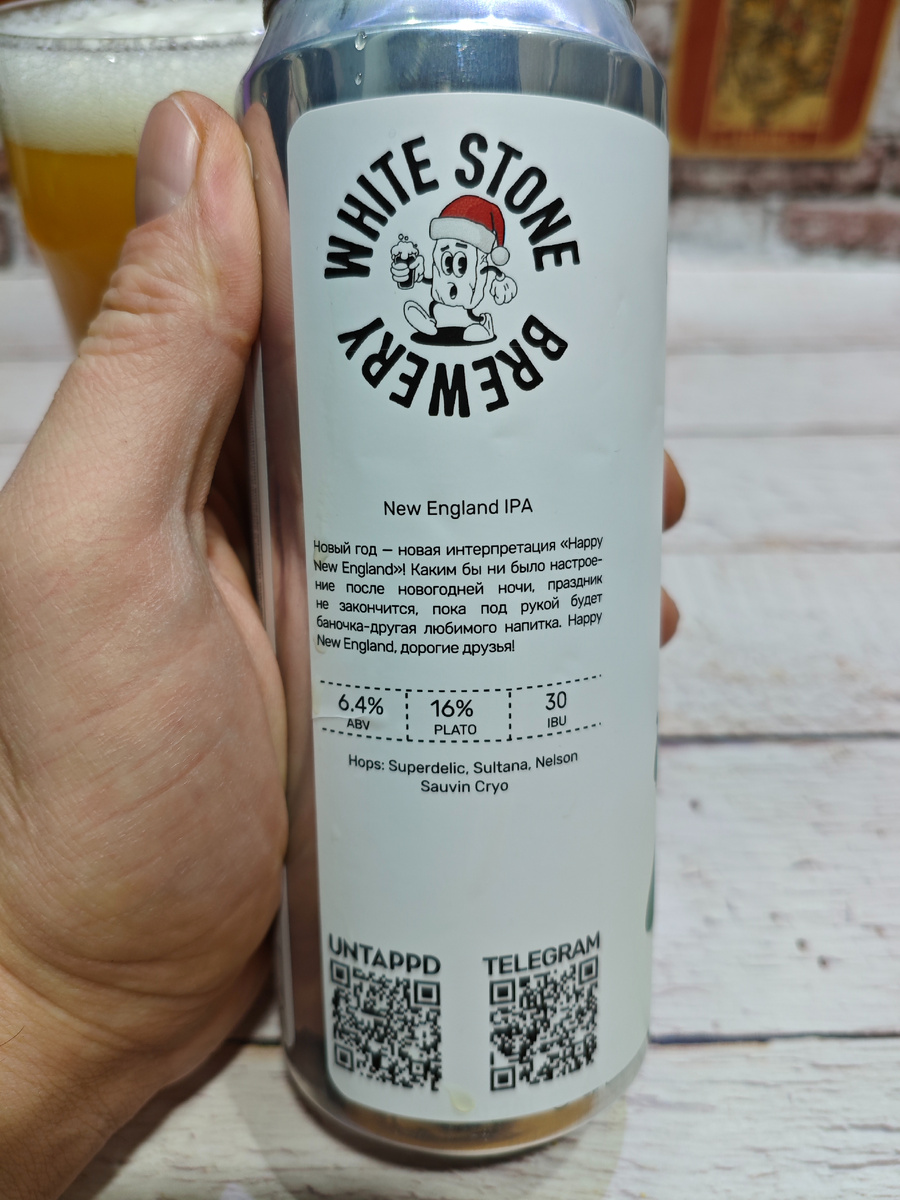 WHITE STONE
BREWERY
New England IPA
Новый год — новая интерпретация «Happy
New England»! Каким бы ни было настрое-
ние после новогодней ночи, праздник
не закончится, пока под рукой будет
баночка-другая любимого напитка. Happy
New England, дорогие друзья!
6.4% 16% 30
ABV PLATO IBU
Hops: Superdelic, Sultana, Nelson
Sauvin Cryo
UNTAPPD TELEGRAM